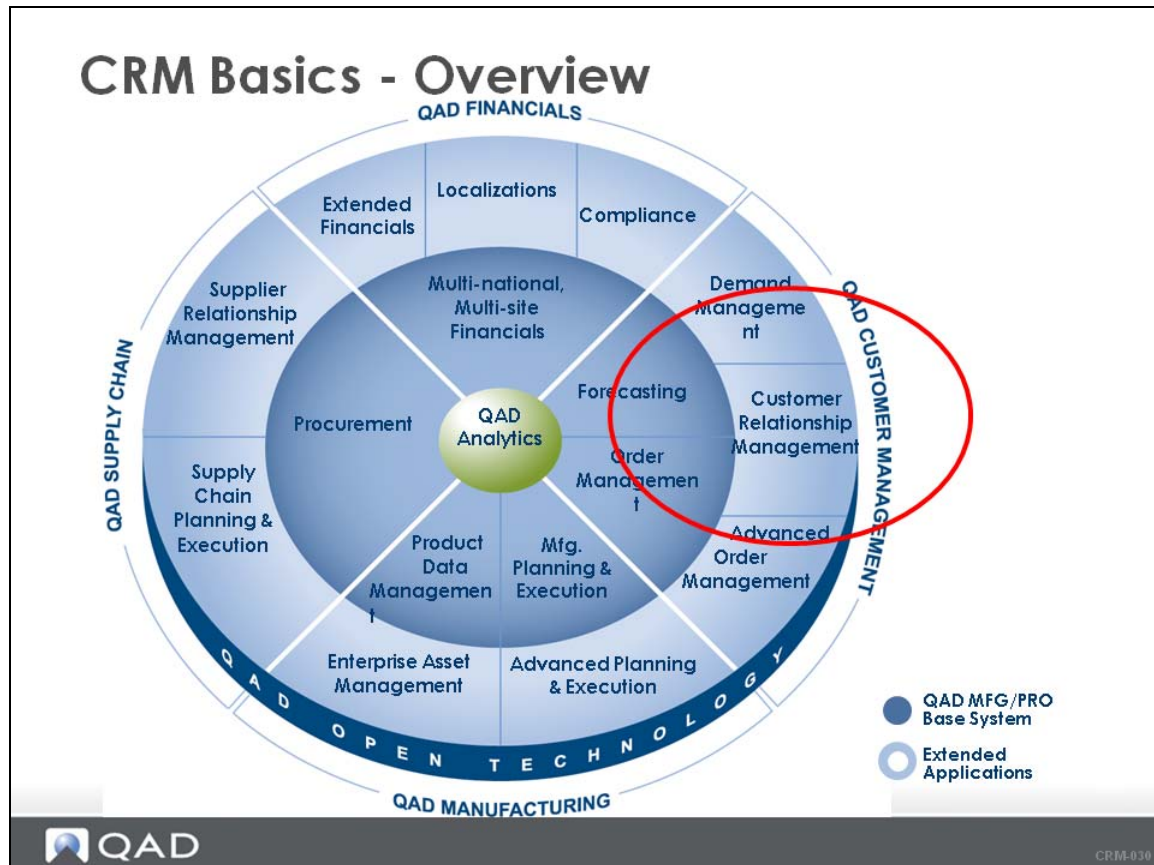 CRM Basics - Overview
QAD FINANCIALS
Localizations
Extended
Financials
Compliance
Supplier
Relationship
Management
Multi-national,
Multi-site
Financials
Demand
Manageme
nt
QAD SUPPLY CHAIN
QAD CUSTOMER MANAGEMENT
Procurement
QAD
Analytics
Forecasting
Customer
Relationship
Management
Order
Managemen
t
Supply
Chain
Planning &
Execution
Product
Data
Managemen
t
Mfg.
Planning &
Execution
Advanced
Order
Management
Enterprise Asset
Management
Advanced Planning
& Execution
QAD OPEN TECHNOLOGY
QAD MANUFACTURING
QAD MFG/PRO
Base System
Extended
Applications
QAD
CRM-030